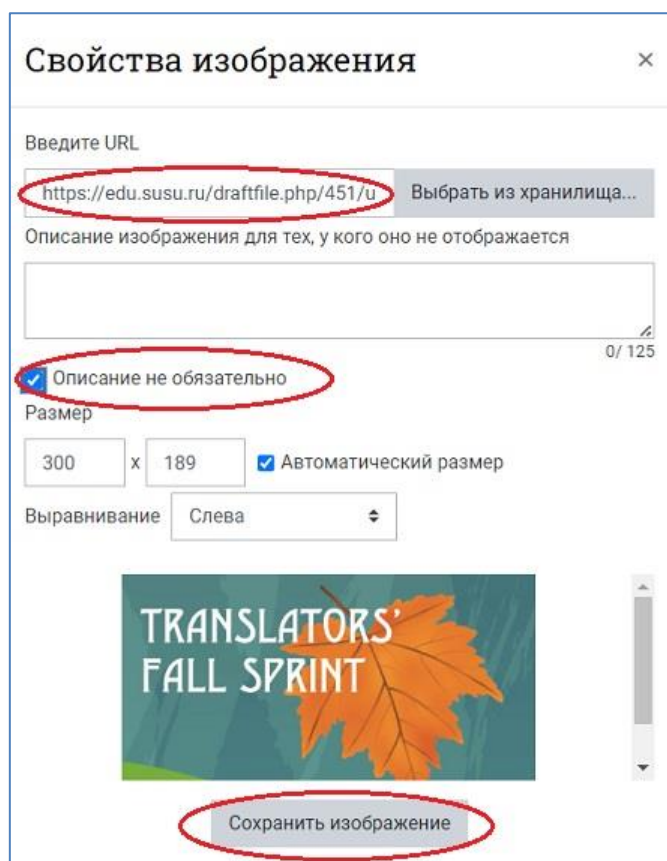 Свойства изображения ×
Введите URL
https://edu.susu.ru/draftfile.php/451/u Выбрать из хранилища...
Описание изображения для тех, у кого оно не отображается
0/ 125
Описание не обязательно
Размер
300 x 189 Автоматический размер
Выравнивание Слева
TRANSLATORS'
FALL SPRINT
Сохранить изображение